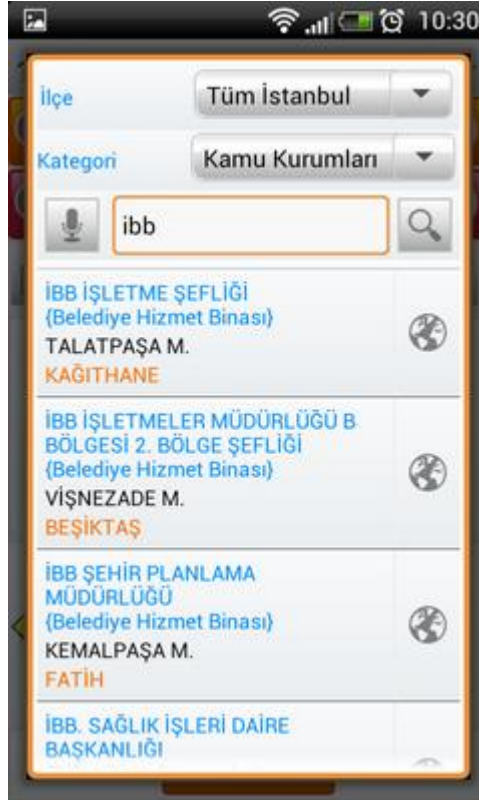 10:30
İlçe
Tüm İstanbul
Kategori
Kamu Kurumları
ibb
İBB İŞLETME ŞEFLİĞİ
{Belediye Hizmet Binası}
TALATPAŞA M.
KAĞITHANE
İBB İŞLETMELER MÜDÜRLÜĞÜ B
BÖLGESİ 2. BÖLGE ŞEFLİĞİ
{Belediye Hizmet Binası}
VİŞNEZADE M.
BEŞİKTAŞ
İBB ŞEHİR PLANLAMA
MÜDÜRLÜĞÜ
{Belediye Hizmet Binası}
KEMALPAŞA M.
FATİH
İBB. SAĞLIK İŞLERİ DAİRE
BAŞKANLIĞI